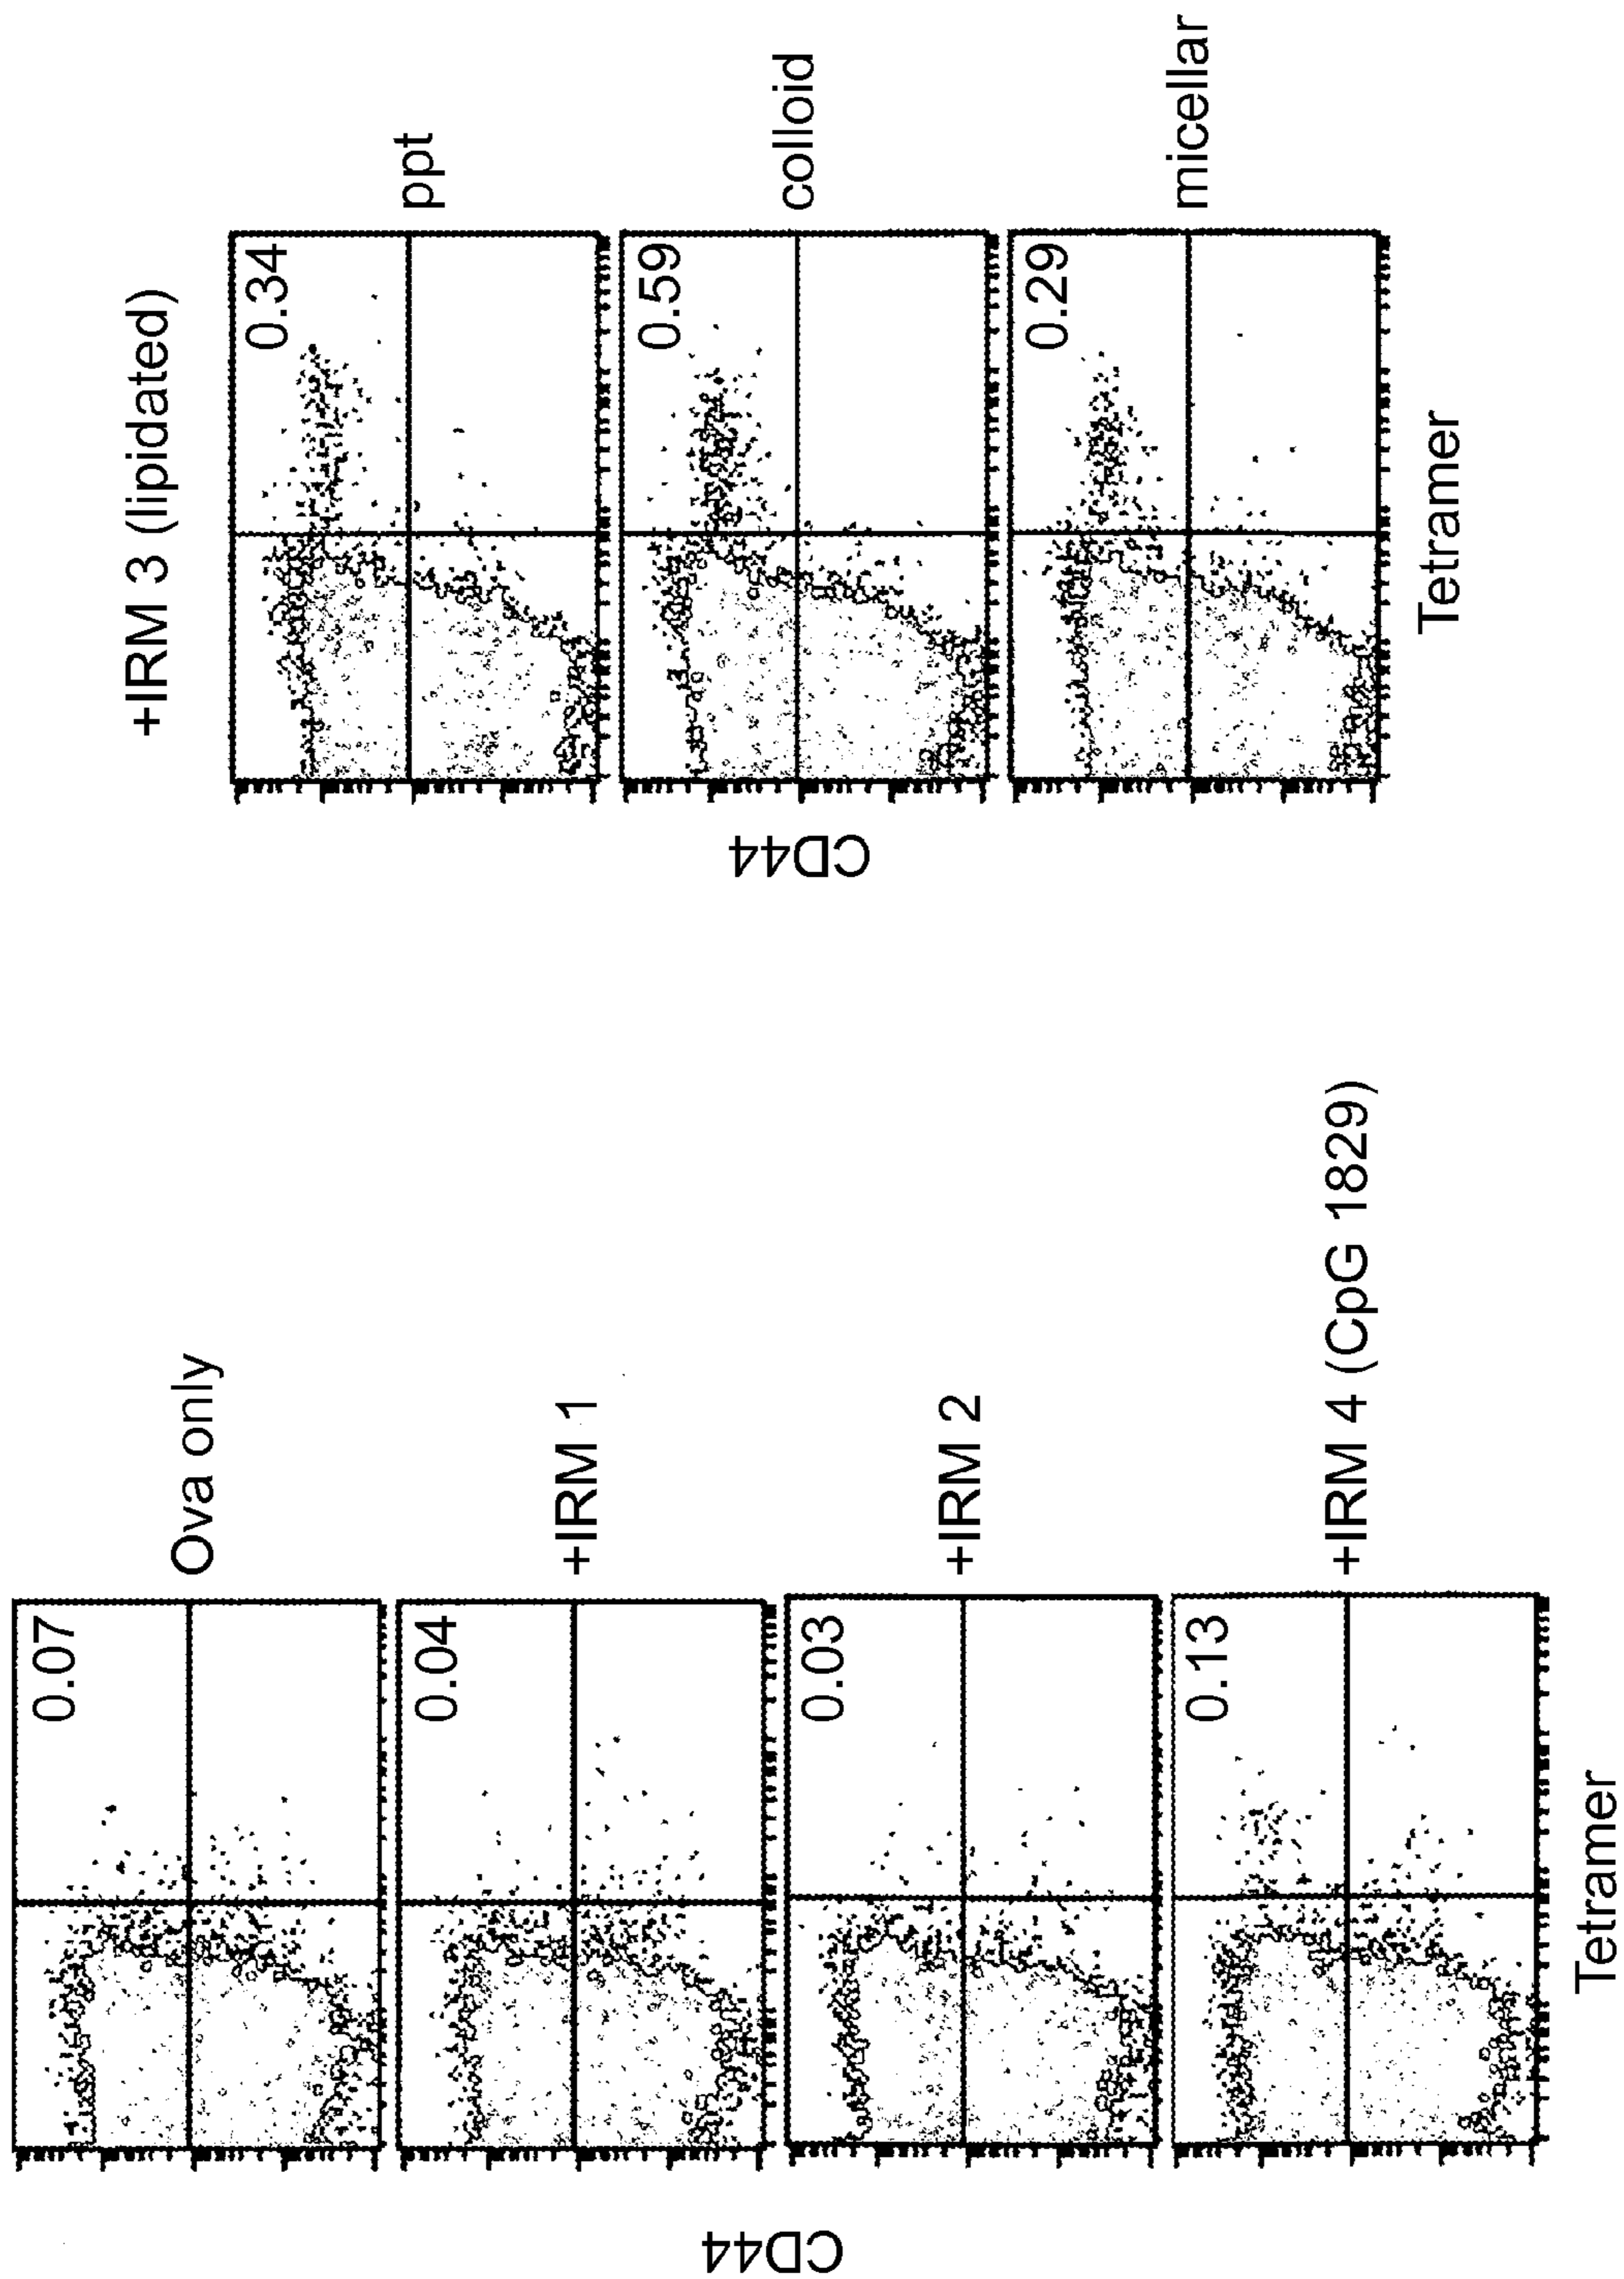 CD44
0.07
Ova only
0.04
+IRM 1
0.03
+IRM 2
0.13
+IRM 4 (CpG 1829)
Tetramer
+IRM 3 (lipidated)
CD44
0.34
ppt
0.59
colloid
0.29
micellar
Tetramer